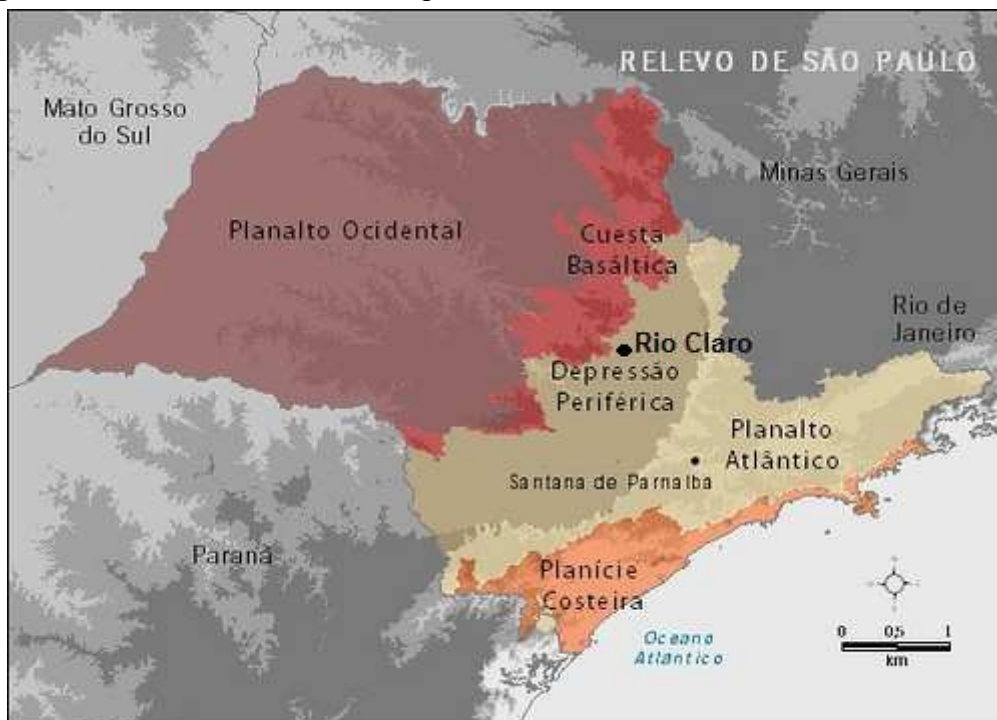 RELEVO DE SÃO PAULO
Mato Grosso
do Sul
Minas Gerais
Planalto Ocidental
Cuesta
Basáltica
Rio de
Janeiro
Rio Claro
Depressão
Periférica
Planalto
Atlântico
Santana de Parnaíba
Paraná
Planície
Costeira
Oceano
Atlântico
0 0,5 1
km